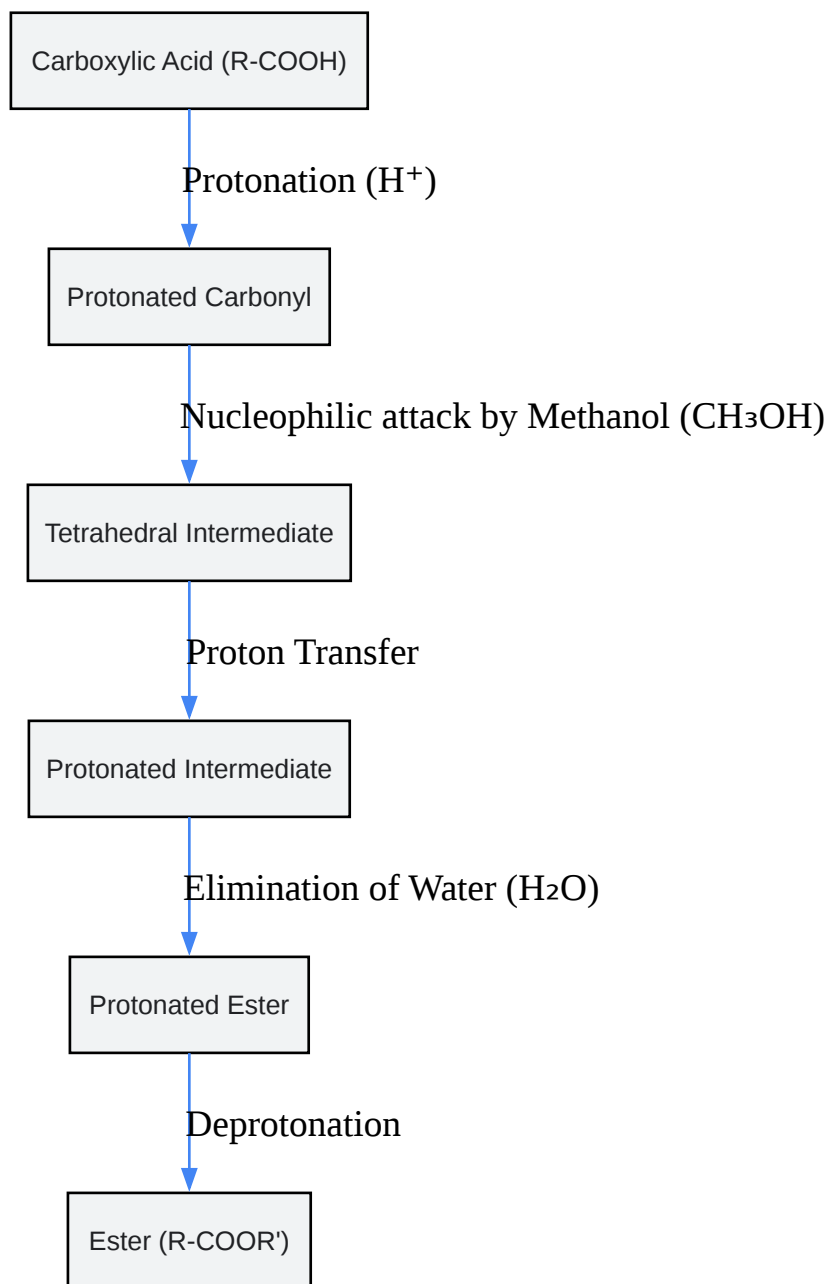 Carboxylic Acid (R-COOH)
Protonation (H⁺)
Protonated Carbonyl
Nucleophilic attack by Methanol (CH₃OH)
Tetrahedral Intermediate
Proton Transfer
Protonated Intermediate
Elimination of Water (H₂O)
Protonated Ester
Deprotonation
Ester (R-COOR')